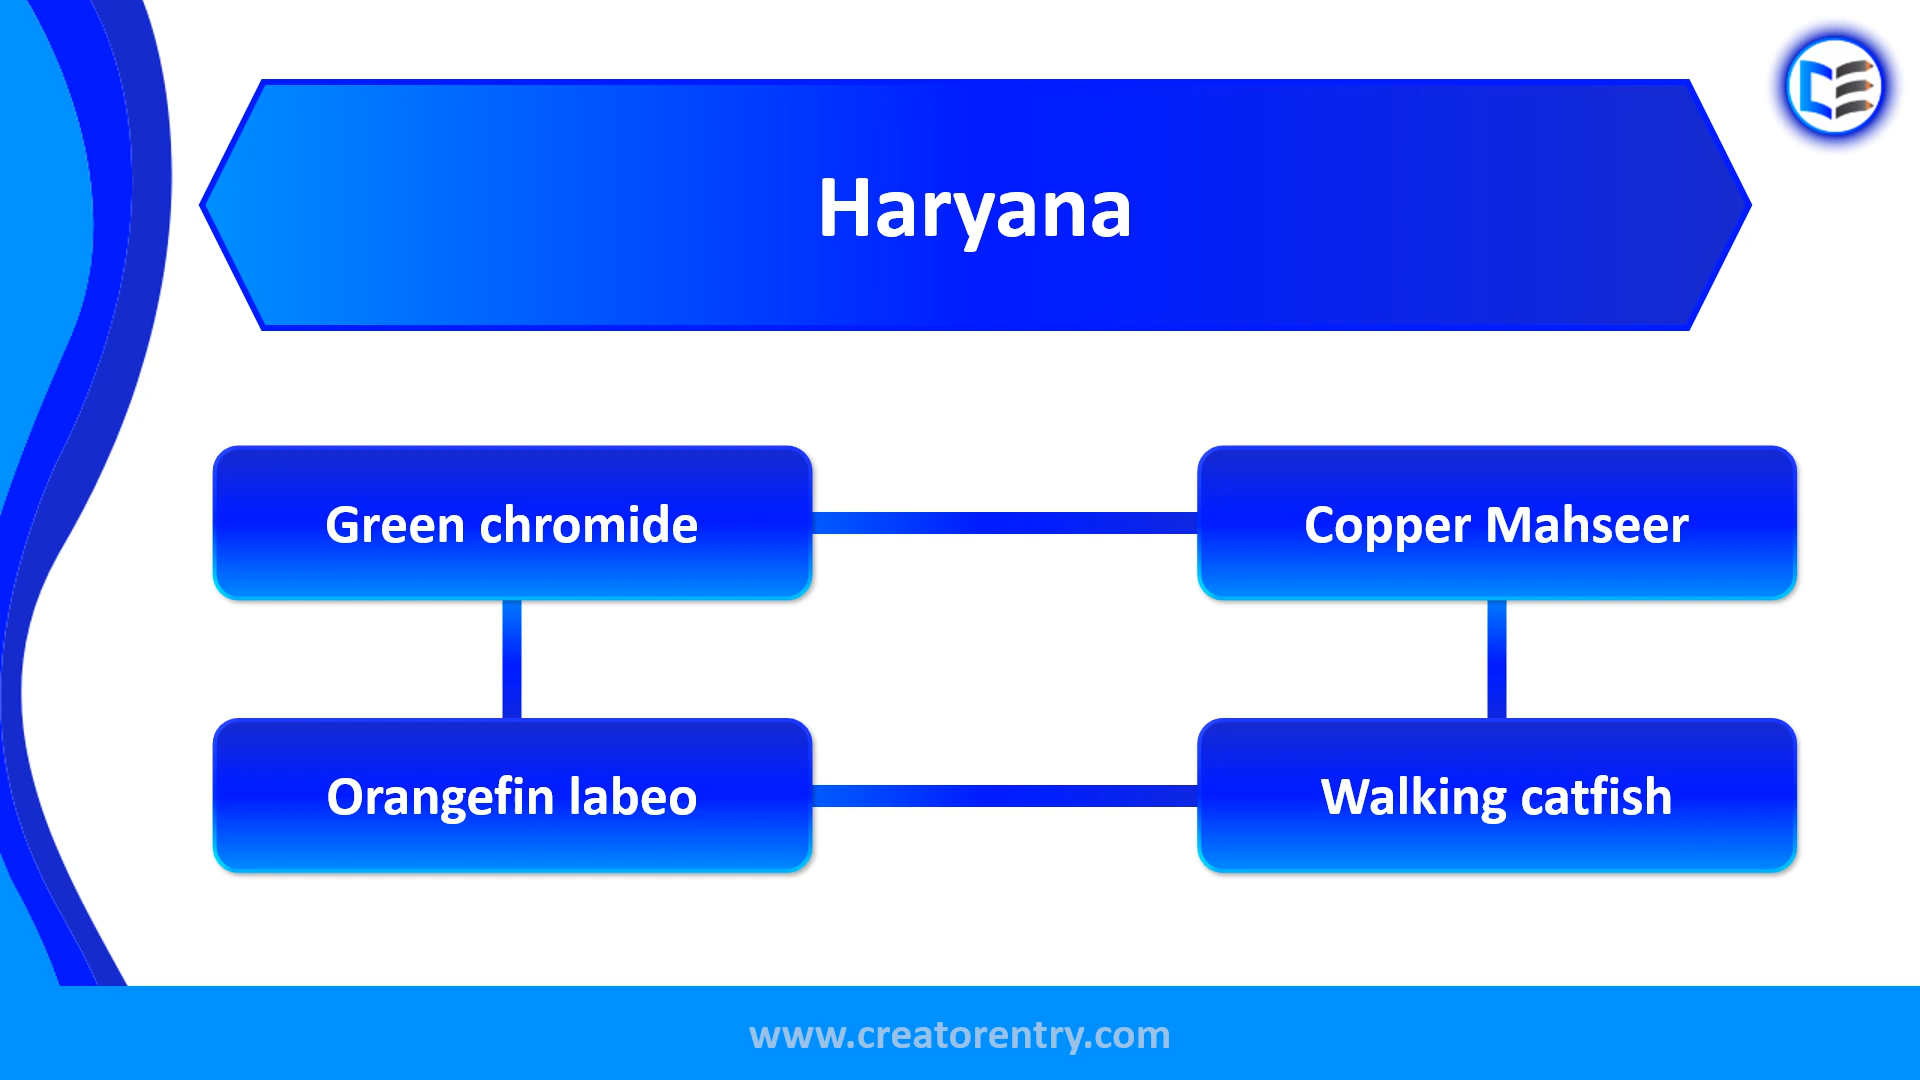 Haryana
Green chromide
Copper Mahseer
Orangefin labeo
Walking catfish
www.creatorentry.com